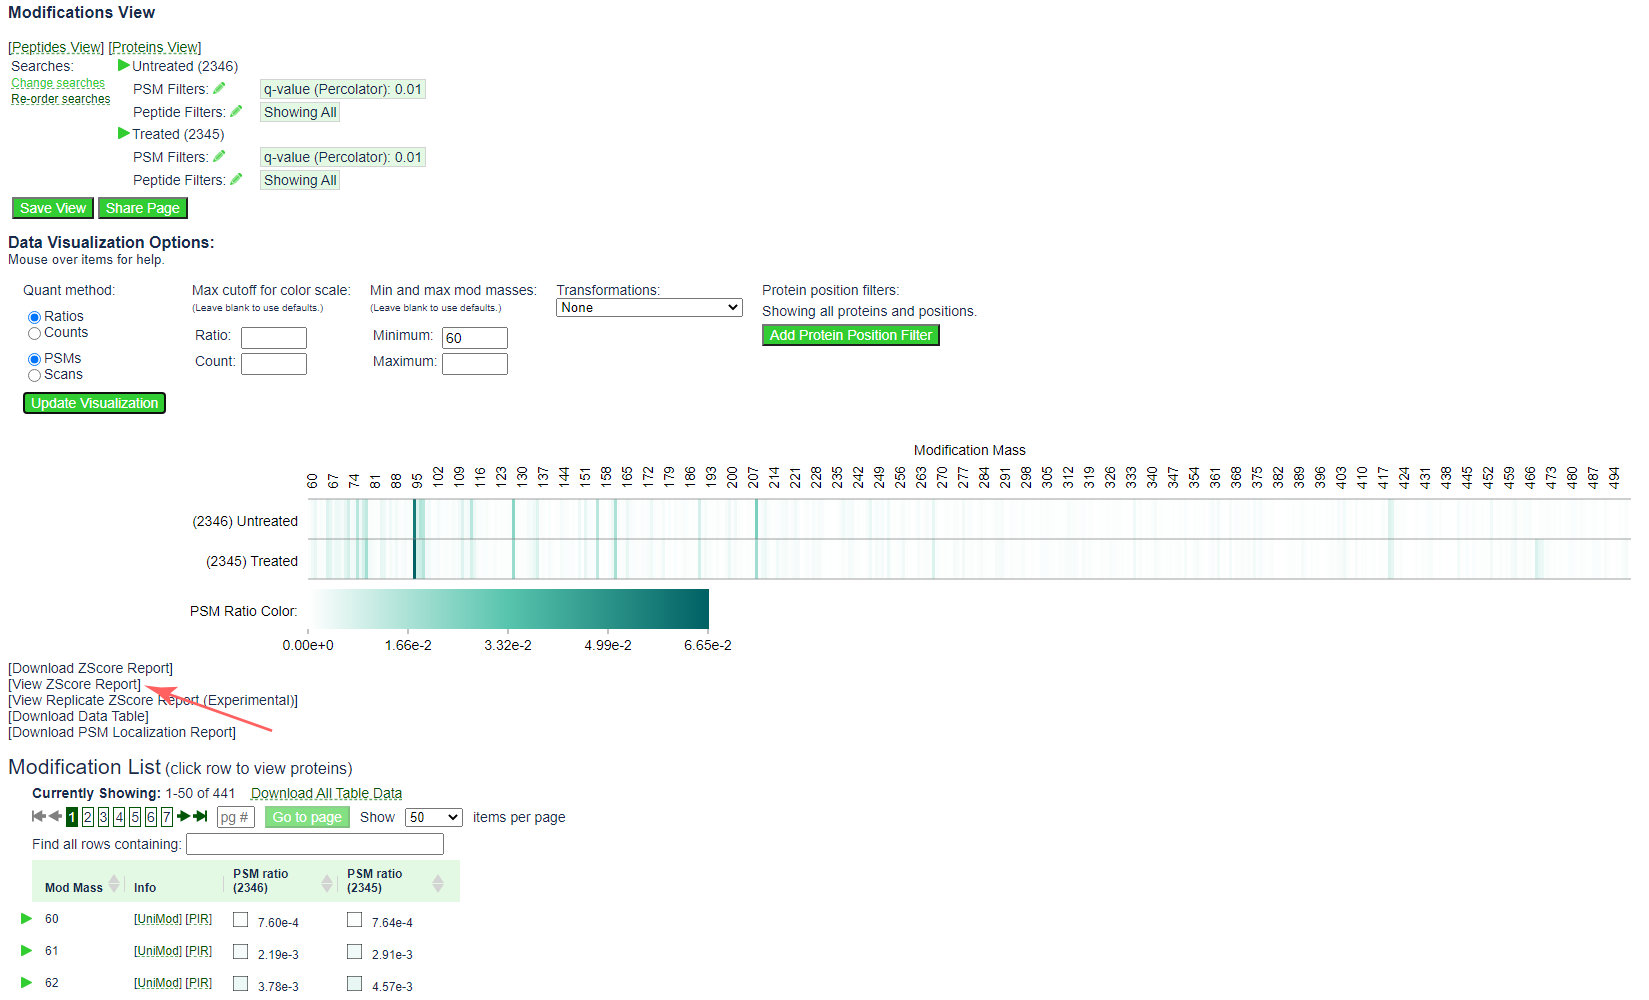 Modifications View
[Peptides View] [Proteins View]
Searches: Untreated (2346)
Change searches
Re-order searches
PSM Filters: q-value (Percolator): 0.01
Peptide Filters: Showing All
Treated (2345)
PSM Filters: q-value (Percolator): 0.01
Peptide Filters: Showing All
Save View Share Page
Data Visualization Options:
Mouse over items for help.
Quant method:
Ratios
Counts
PSMs
Scans
Update Visualization
Max cutoff for color scale:
(Leave blank to use defaults.)
Ratio:
Count:
Min and max mod masses:
(Leave blank to use defaults.)
Minimum: 60
Maximum:
Transformations:
None
Protein position filters:
Showing all proteins and positions.
Add Protein Position Filter
Modification Mass
60 67 74 81 88 95 102 109 116 123 130 137 144 151 158 165 172 179 186 193 200 207 214 221 228 235 242 249 256 263 270 277 284 291 298 305 312 319 326 333 340 347 354 361 368 375 382 389 396 403 410 417 424 431 438 445 452 459 466 473 480 487 494
(2346) Untreated
(2345) Treated
PSM Ratio Color:
0.00e+0 1.66e-2 3.32e-2 4.99e-2 6.65e-2
[Download ZScore Report]
[View ZScore Report]
[View Replicate ZScore Report (Experimental)]
[Download Data Table]
[Download PSM Localization Report]
Modification List (click row to view proteins)
Currently Showing: 1-50 of 441 Download All Table Data
1 2 3 4 5 6 7 pg # Go to page Show 50 items per page
Find all rows containing:
Mod Mass Info PSM ratio (2346) PSM ratio (2345)
60 [UniMod] [PIR] 7.60e-4 7.64e-4
61 [UniMod] [PIR] 2.19e-3 2.91e-3
62 [UniMod] [PIR] 3.78e-3 4.57e-3